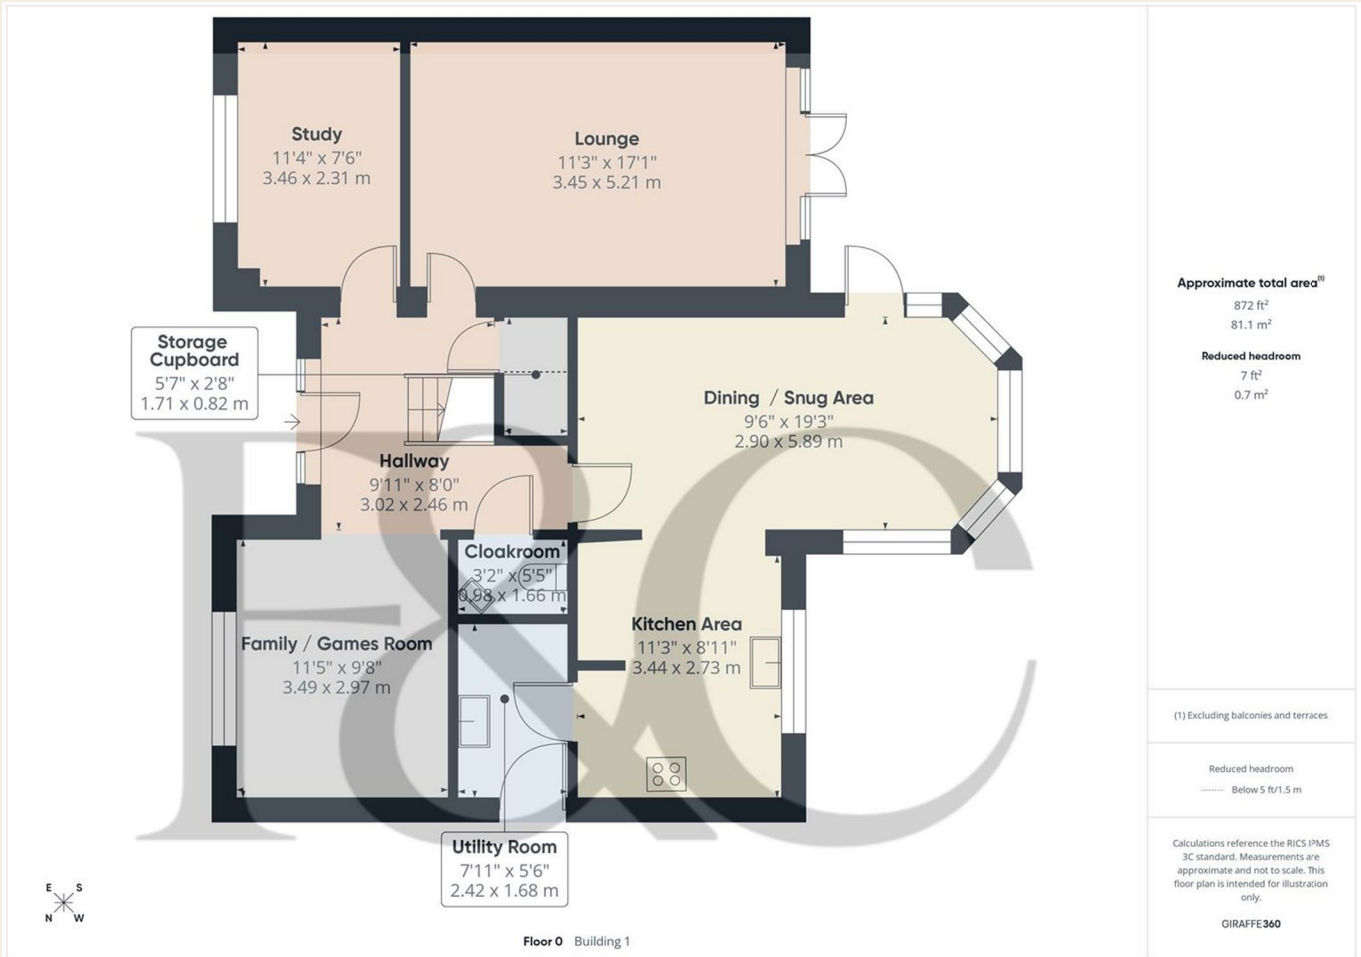 Study
11'4" x 7'6"
3.46 x 2.31 m
Lounge
11'3" x 17'1"
3.45 x 5.21 m
Storage
Cupboard
5'7" x 2'8"
1.71 x 0.82 m
Dining / Snug Area
9'6" x 19'3"
2.90 x 5.89 m
Hallway
9'11" x 8'0"
3.02 x 2.46 m
Cloakroom
3'2" x 5'5"
0.98 x 1.66 m
Family / Games Room
11'5" x 9'8"
3.49 x 2.97 m
Kitchen Area
11'3" x 8'11"
3.44 x 2.73 m
Utility Room
7'11" x 5'6"
2.42 x 1.68 m
F&C
E S
N W
Floor 0 Building 1
Approximate total area(1)
872 ft²
81.1 m²
Reduced headroom
7 ft²
0.7 m²
(1) Excluding balconies and terraces
Reduced headroom
Below 5 ft/1.5 m
Calculations reference the RICS IPMS
3C standard. Measurements are
approximate and not to scale. This
floor plan is intended for illustration
only.
GIRAFFE360